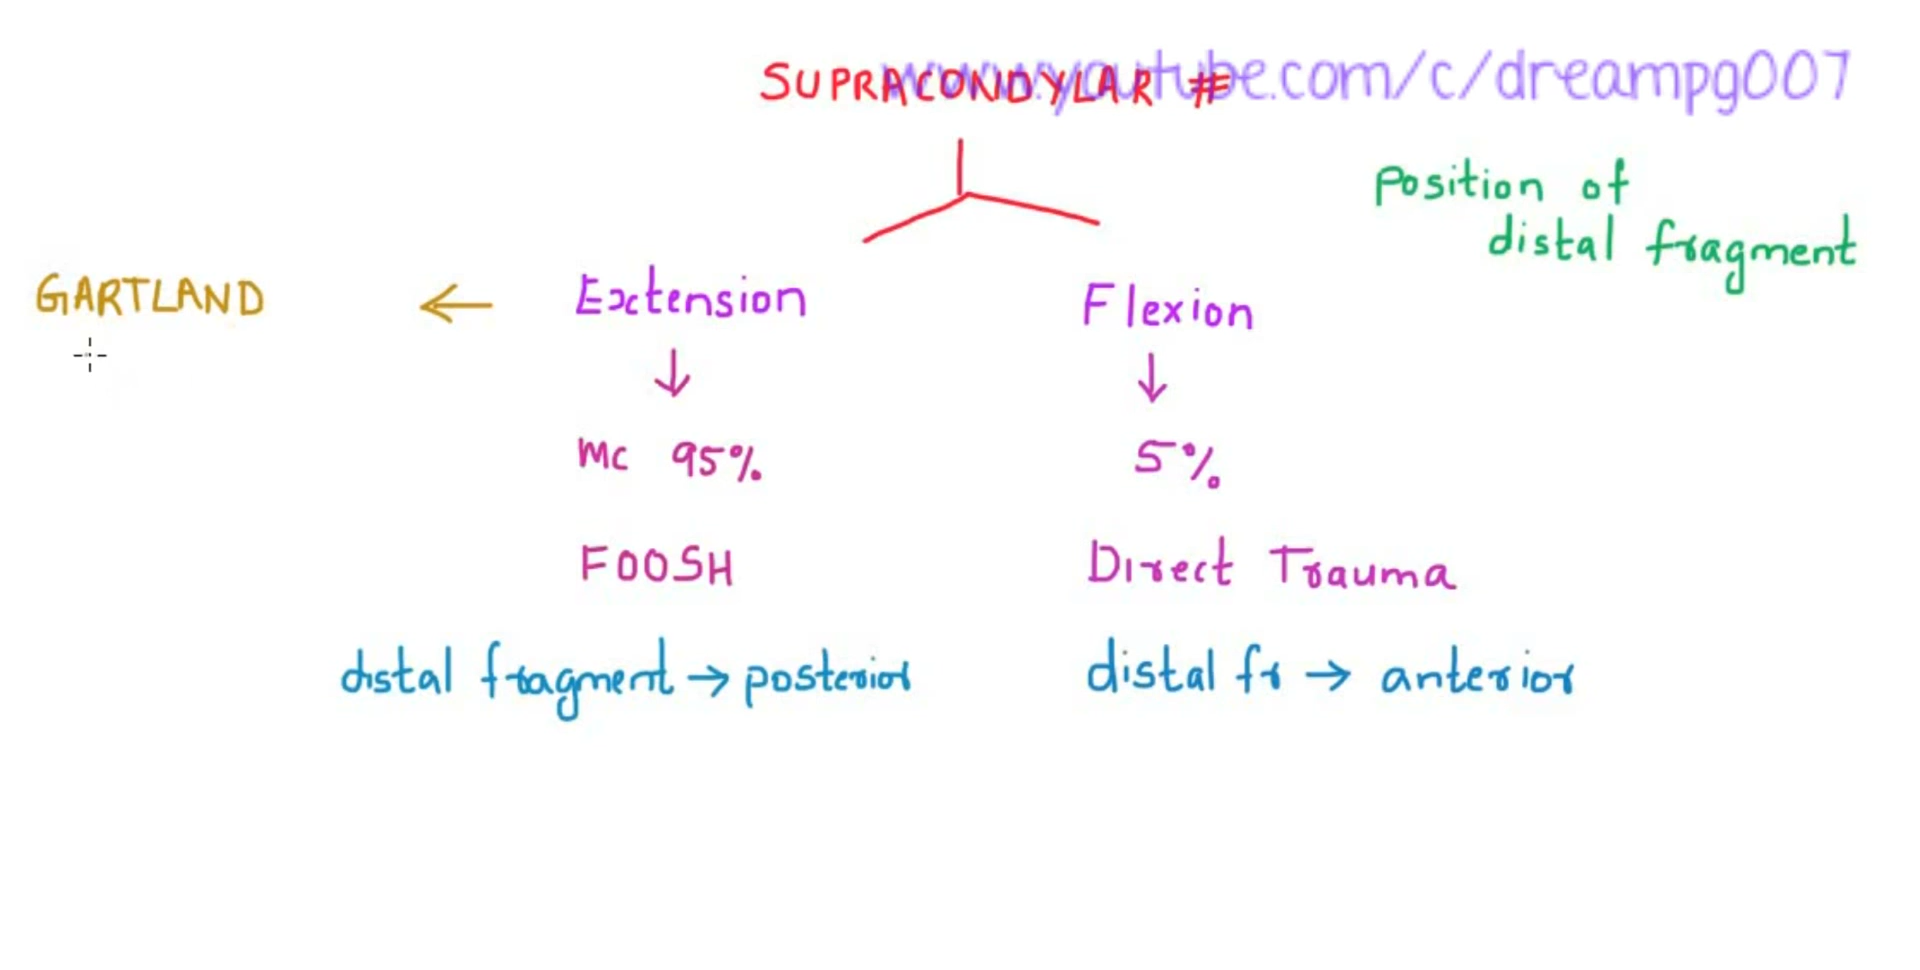 www.youtube.com/c/dreampg007
SUPRACONDYLAR #
Position of
distal fragment
GARTLAND ← Extension Flexion
↓ ↓
Mc 95% 5%
FOOSH Direct Trauma
distal fragment → posterior distal fr → anterior